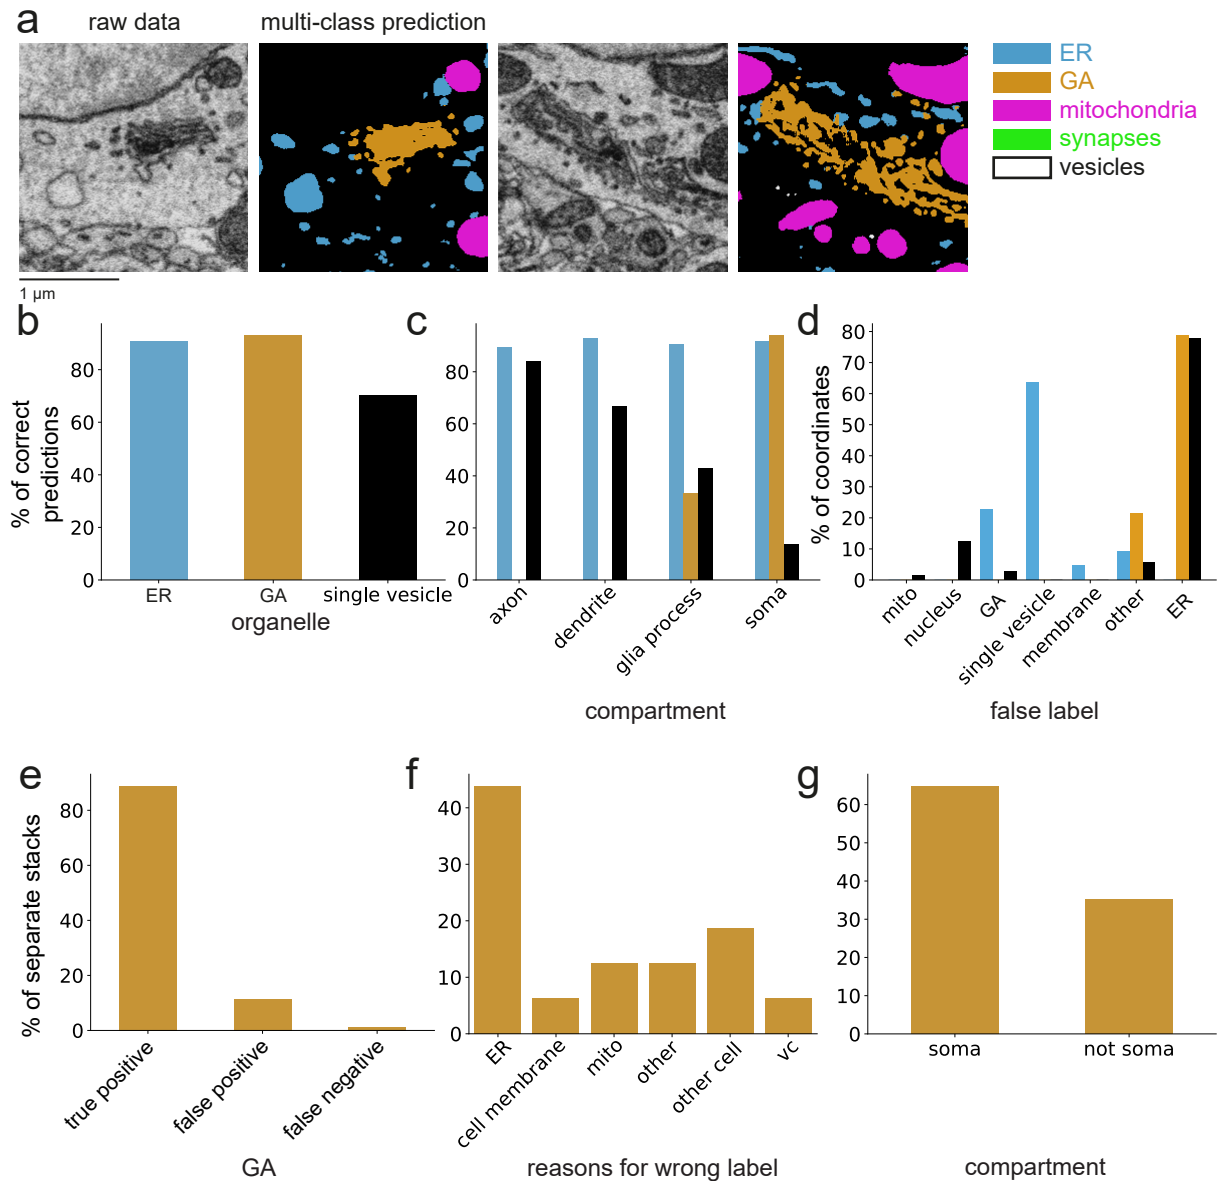 a
raw data
multi-class prediction
ER
GA
mitochondria
synapses
vesicles
1 µm
b
% of correct
predictions
80
60
40
20
0
ER
GA
single vesicle
organelle
c
80
60
40
20
0
axon
dendrite
glia process
soma
compartment
d
% of coordinates
80
70
60
50
40
30
20
10
0
mito
nucleus
GA
single vesicle
membrane
other
ER
false label
e
% of separate stacks
80
60
40
20
0
true positive
false positive
false negative
GA
f
40
30
20
10
0
ER
cell membrane
mito
other
other cell
vc
reasons for wrong label
g
60
50
40
30
20
10
0
soma
not soma
compartment